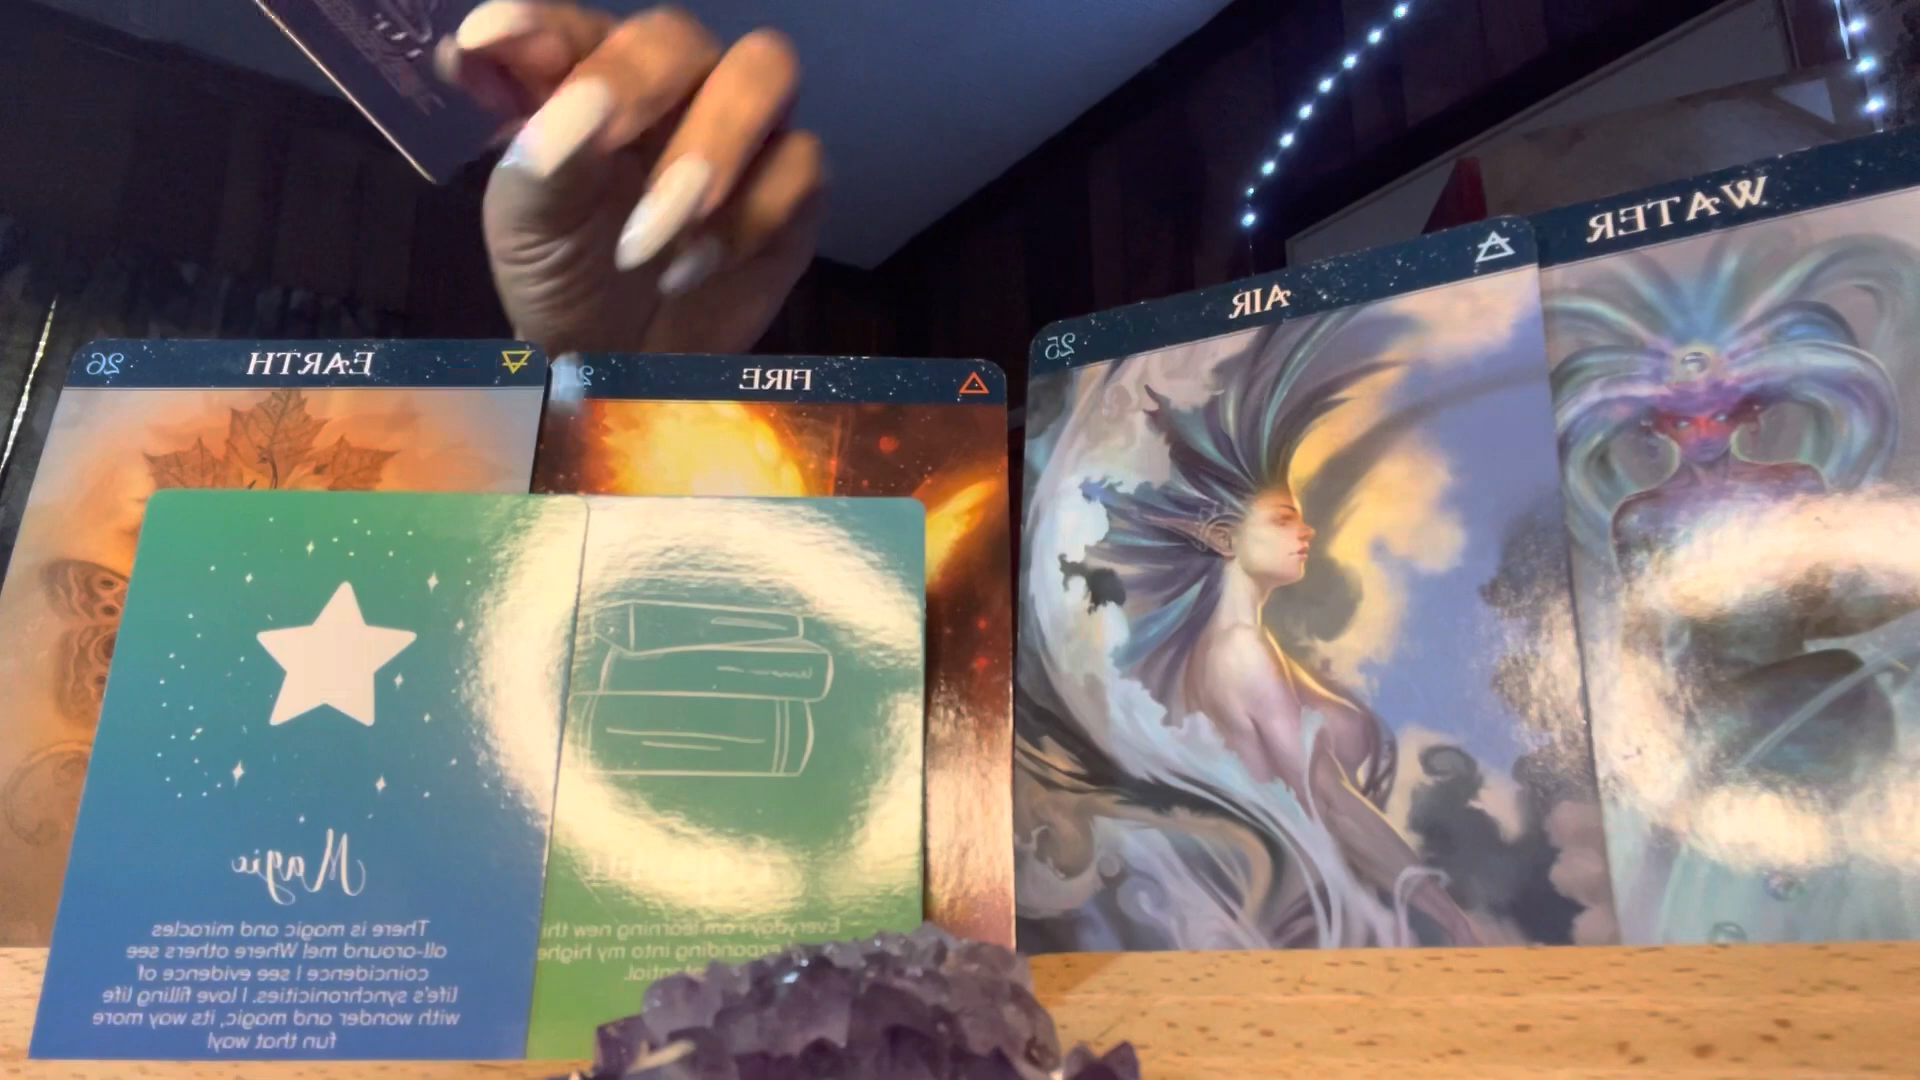 WATER
AIR
25
FIRE
EARTH
26
Magic
There is magic and miracles
all-around me! Where others see
coincidence I see evidence of
life's synchronicities. I love filling life
with wonder and magic, its way more
fun that way!
Everyday I am learning new
expanding into my